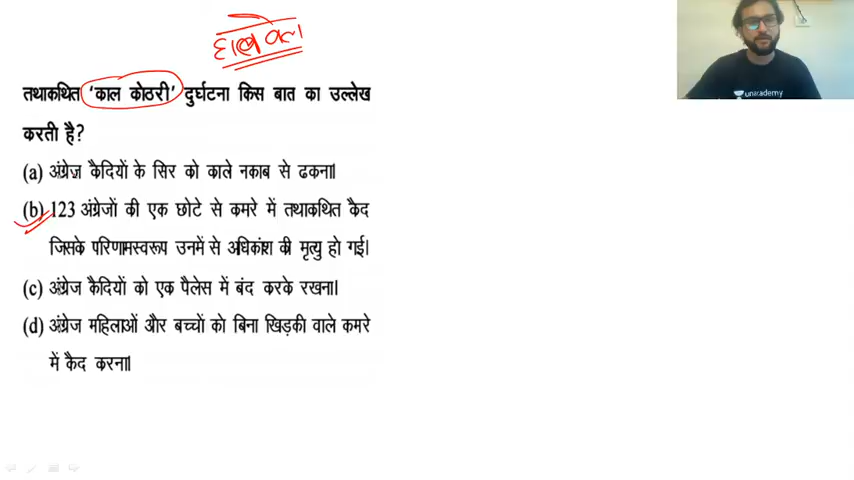 हालवेल
तथाकथित ‘काल कोठरी’ दुर्घटना किस बात का उल्लेख
करती है?
(a) अंग्रेज कैदियों के सिर को काले नकाब से ढकना।
(b) 123 अंग्रेजों की एक छोटे से कमरे में तथाकथित कैद
जिसके परिणामस्वरूप उनमें से अधिकांश की मृत्यु हो गई।
(c) अंग्रेज कैदियों को एक पैलेस में बंद करके रखना।
(d) अंग्रेज महिलाओं और बच्चों को बिना खिड़की वाले कमरे
में कैद करना।
unacademy